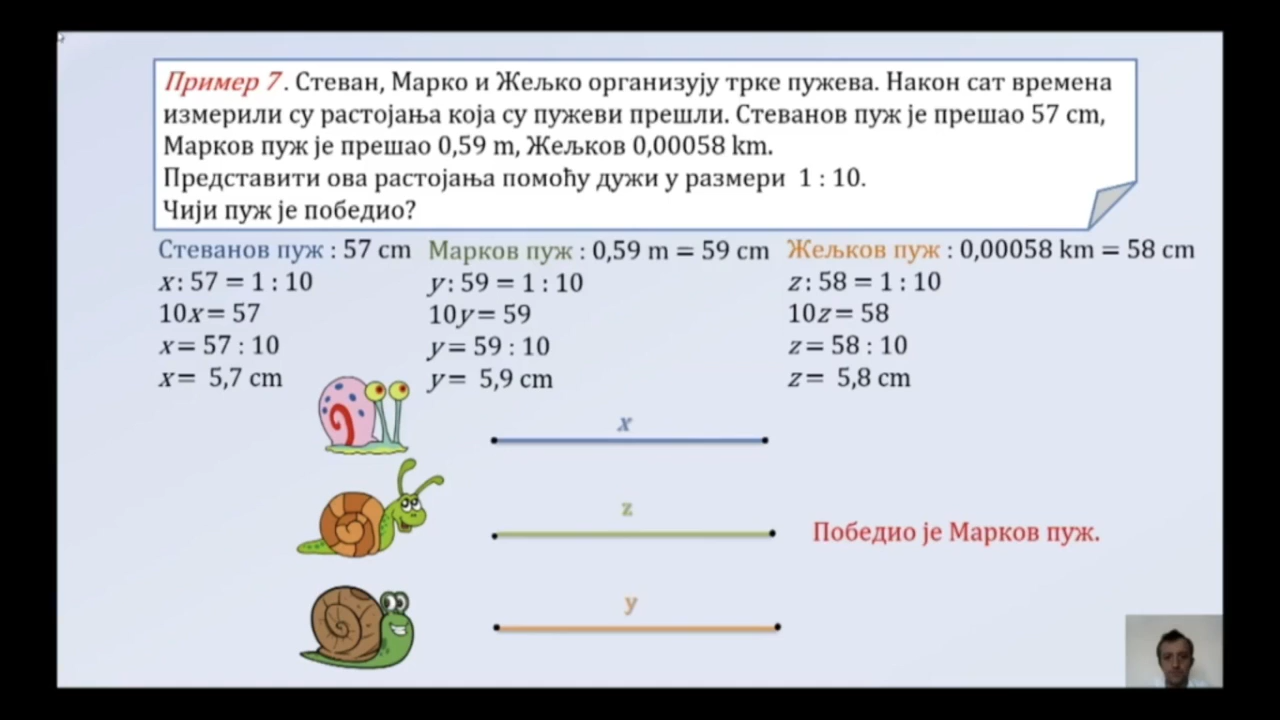 Пример 7. Стеван, Марко и Жељко организују трке пужева. Након сат времена
измерили су растојања која су пужеви прешли. Стеванов пуж је прешао 57 cm,
Марков пуж је прешао 0,59 m, Жељков 0,00058 km.
Представити ова растојања помоћу дужи у размери 1 : 10.
Чији пуж је победио?
Стеванов пуж : 57 cm
x: 57 = 1 : 10
10x= 57
x= 57 : 10
x= 5,7 cm
Марков пуж : 0,59 m = 59 cm
y: 59 = 1 : 10
10y= 59
y= 59 : 10
y= 5,9 cm
Жељков пуж : 0,00058 km = 58 cm
z: 58 = 1 : 10
10z= 58
z= 58 : 10
z= 5,8 cm
x
z
Победио је Марков пуж.
y